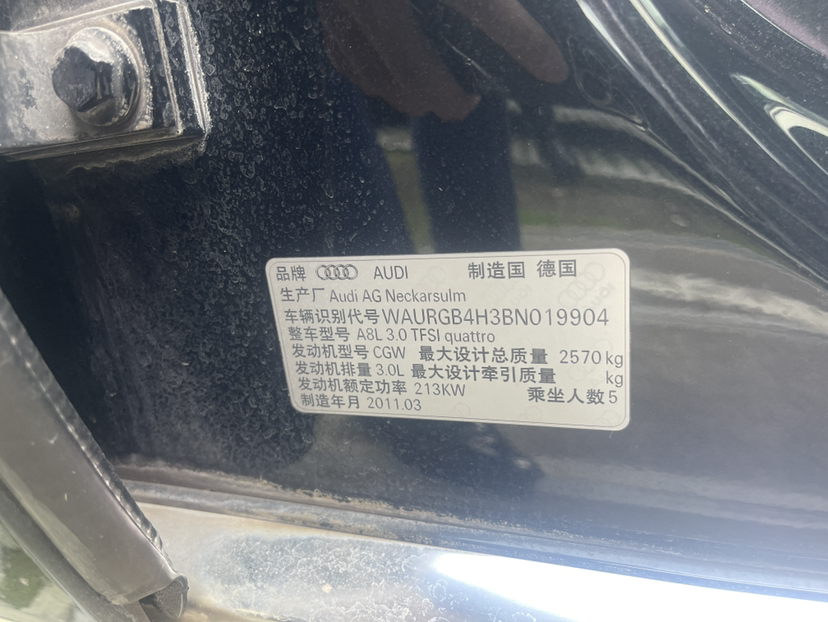 品牌 AUDI 制造国 德国
生产厂 Audi AG Neckarsulm
车辆识别代号 WAURGB4H3BN019904
整车型号 A8L 3.0 TFSI quattro
发动机型号 CGW 最大设计总质量 2570 kg
发动机排量 3.0L 最大设计牵引质量 kg
发动机额定功率 213KW 乘坐人数 5
制造年月 2011.03